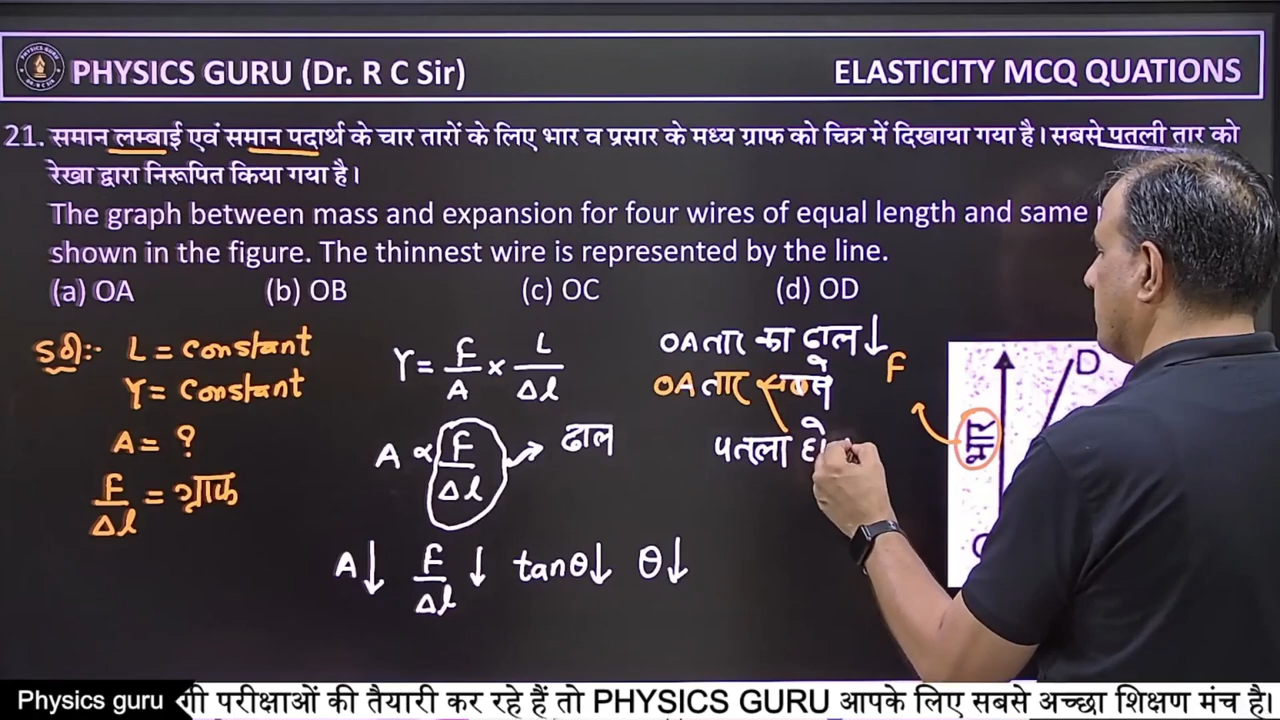 PHYSICS GURU (Dr. R C Sir)
ELASTICITY MCQ QUATIONS
21. समान लम्बाई एवं समान पदार्थ के चार तारों के लिए भार व प्रसार के मध्य ग्राफ को चित्र में दिखाया गया है। सबसे पतली तार को
रेखा द्वारा निरूपित किया गया है।
The graph between mass and expansion for four wires of equal length and same
shown in the figure. The thinnest wire is represented by the line.
(a) OA (b) OB (c) OC (d) OD
L = Constant
Y = Constant
A = ?
F/Δl = ग्राफ
Y = F/A × L/Δl
A ∝ F/Δl → ढाल
A↓ F/Δl ↓ tanθ↓ θ↓
OA तार का ढाल↓
OA तार सबसे
पतला हो
F
भार
D
Physics guru
गी परीक्षाओं की तैयारी कर रहे हैं तो PHYSICS GURU आपके लिए सबसे अच्छा शिक्षण मंच है।